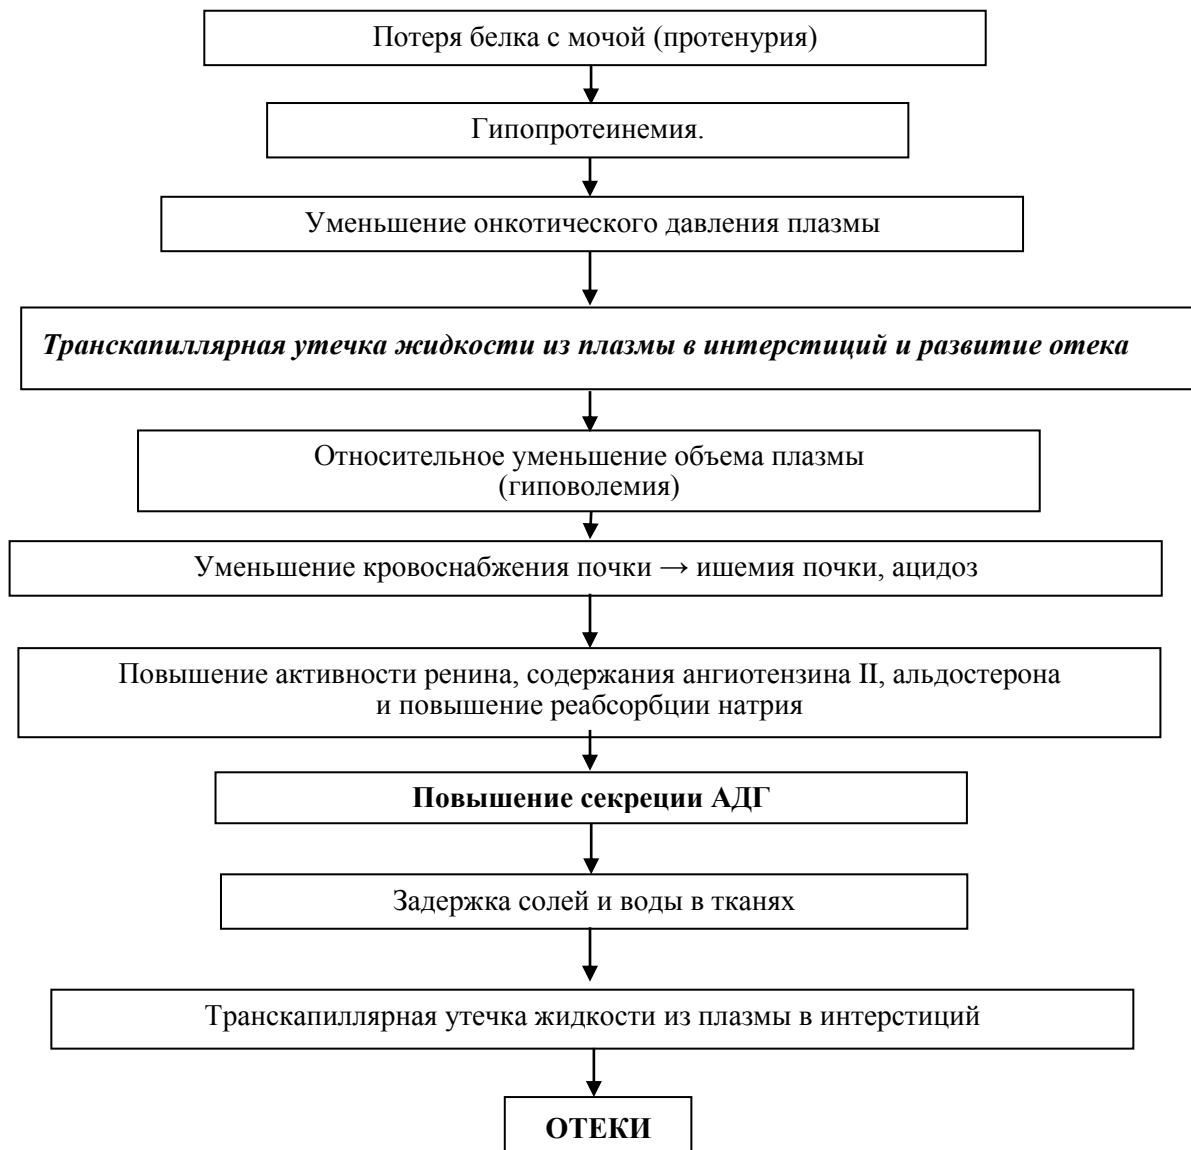 Потеря белка с мочой (протенурия)
Гипопротеинемия.
Уменьшение онкотического давления плазмы
Транскапиллярная утечка жидкости из плазмы в интерстиций и развитие отека
Относительное уменьшение объема плазмы
(гиповолемия)
Уменьшение кровоснабжения почки → ишемия почки, ацидоз
Повышение активности ренина, содержания ангиотензина II, альдостерона
и повышение реабсорбции натрия
Повышение секреции АДГ
Задержка солей и воды в тканях
Транскапиллярная утечка жидкости из плазмы в интерстиций
ОТЕКИ